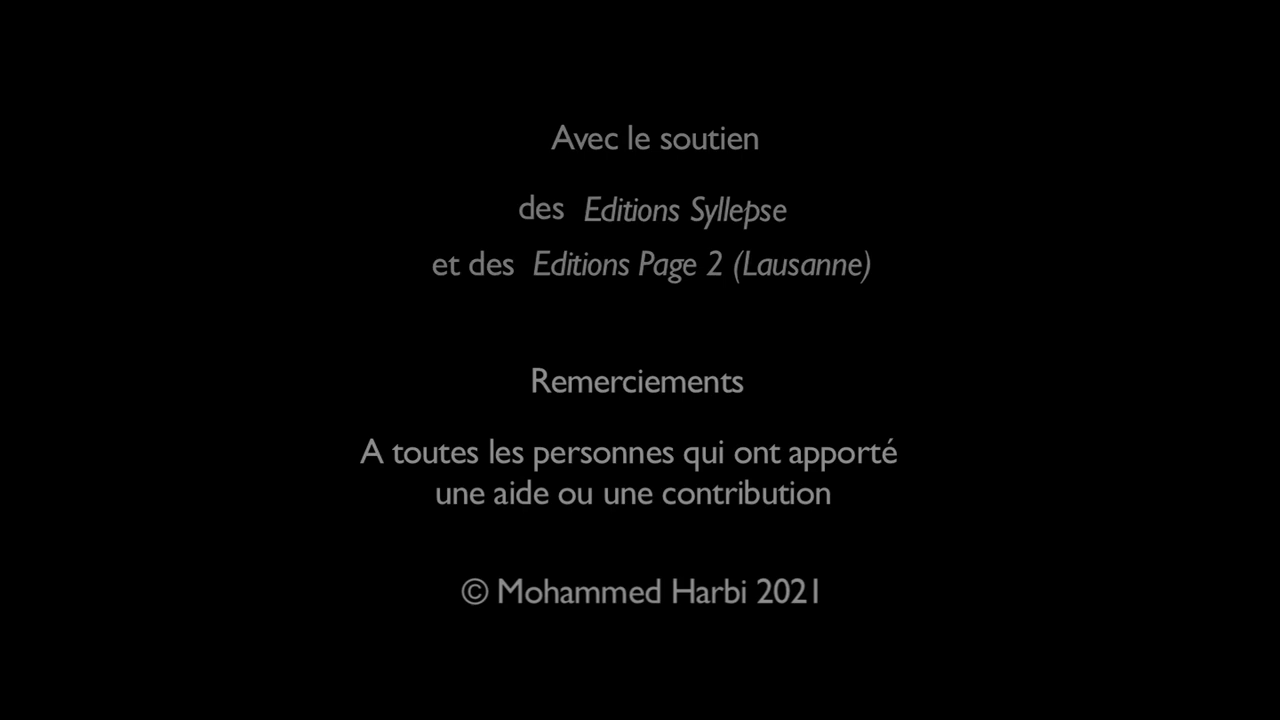 Avec le soutien
des Editions Syllepse
et des Editions Page 2 (Lausanne)
Remerciements
A toutes les personnes qui ont apporté
une aide ou une contribution
© Mohammed Harbi 2021